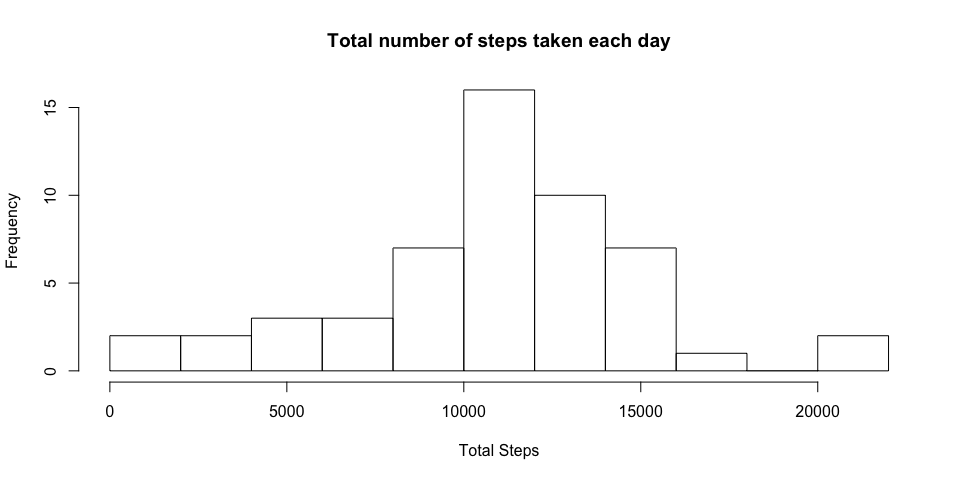 Total number of steps taken each day
Frequency
15
10
5
0
0 5000 10000 15000 20000
Total Steps